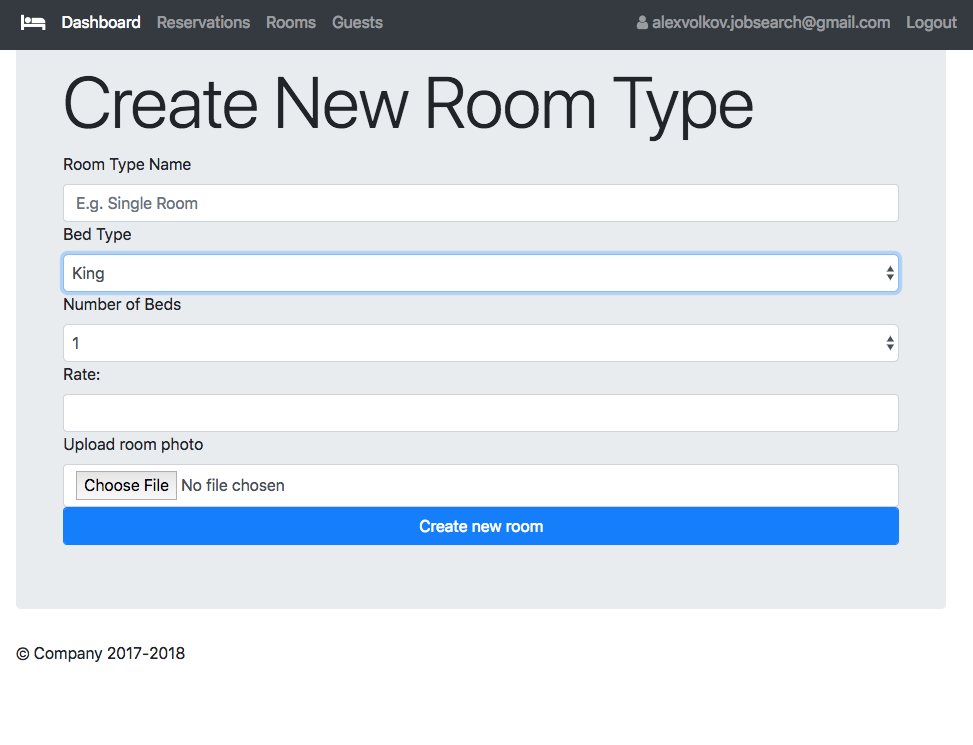 Dashboard Reservations Rooms Guests alexvolkov.jobsearch@gmail.com Logout
Create New Room Type
Room Type Name
E.g. Single Room
Bed Type
King
Number of Beds
1
Rate:
Upload room photo
Choose File No file chosen
Create new room
© Company 2017-2018